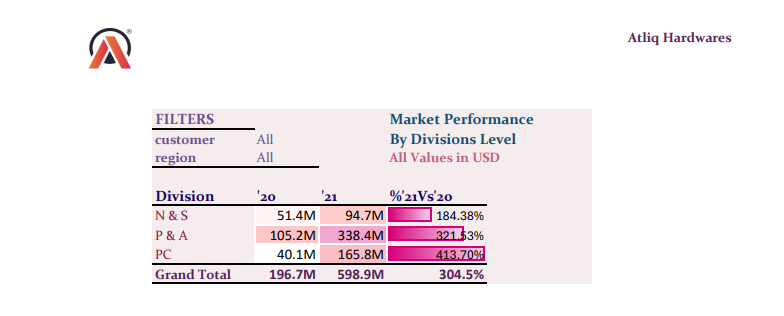 ®
Atliq Hardwares
FILTERS Market Performance
customer All By Divisions Level
region All All Values in USD
Division '20 '21 %'21Vs'20
N & S 51.4M 94.7M 184.38%
P & A 105.2M 338.4M 321.53%
PC 40.1M 165.8M 413.70%
Grand Total 196.7M 598.9M 304.5%